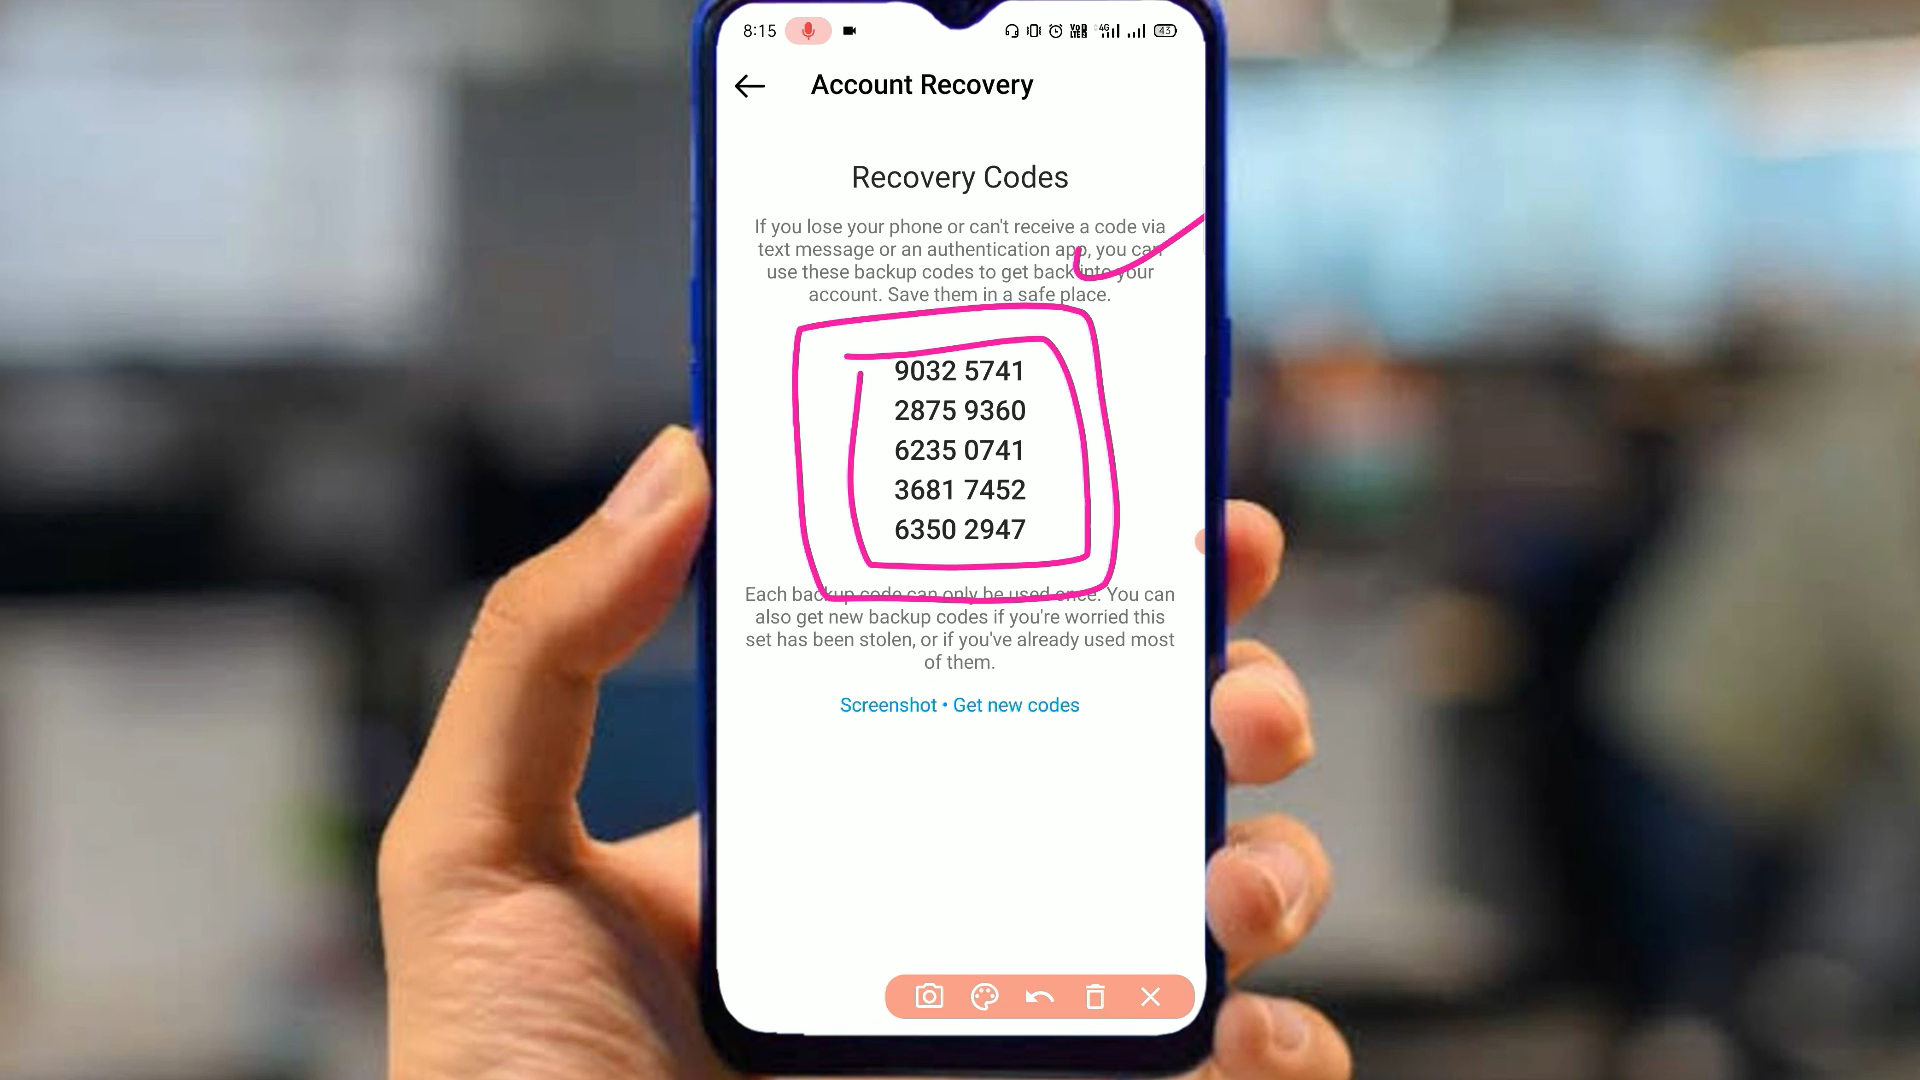 8:15
43
Account Recovery
Recovery Codes
If you lose your phone or can't receive a code via
text message or an authentication app, you can
use these backup codes to get back into your
account. Save them in a safe place.
9032 5741
2875 9360
6235 0741
3681 7452
6350 2947
Each backup code can only be used once. You can
also get new backup codes if you're worried this
set has been stolen, or if you've already used most
of them.
Screenshot • Get new codes